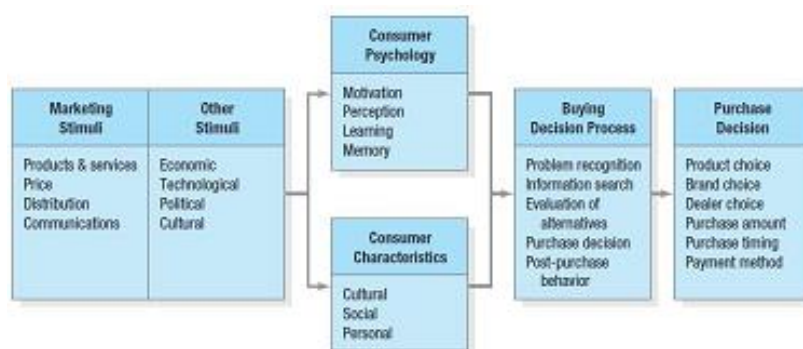 Marketing
Stimuli
Products & services
Price
Distribution
Communications
Other
Stimuli
Economic
Technological
Political
Cultural
Consumer
Psychology
Motivation
Perception
Learning
Memory
Consumer
Characteristics
Cultural
Social
Personal
Buying
Decision Process
Problem recognition
Information search
Evaluation of
alternatives
Purchase decision
Post-purchase
behavior
Purchase
Decision
Product choice
Brand choice
Dealer choice
Purchase amount
Purchase timing
Payment method